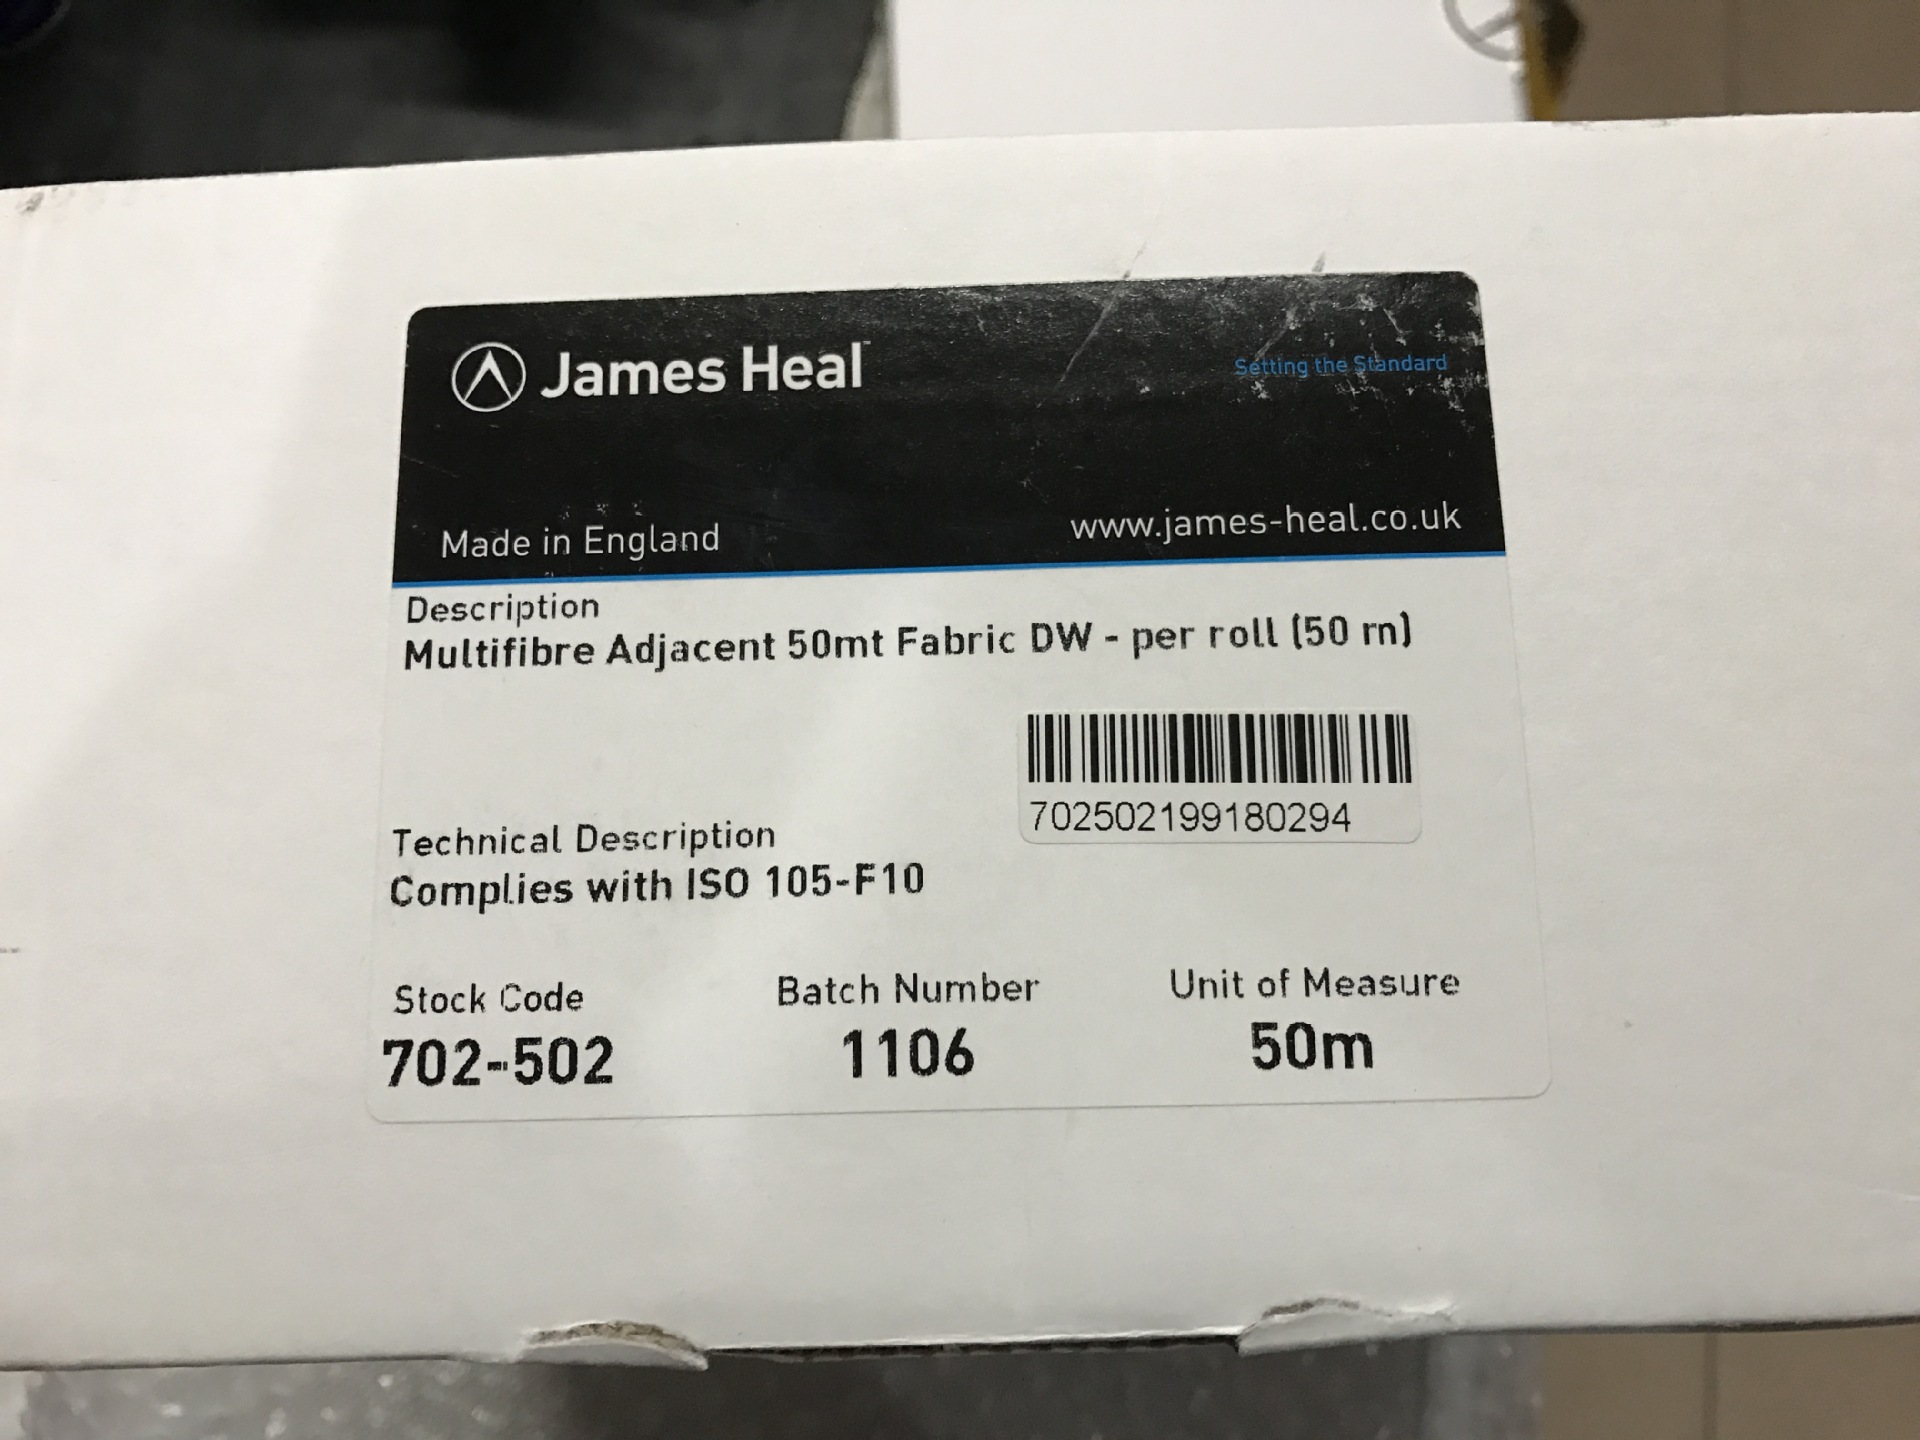 James Heal™
Setting the Standard
Made in England
www.james-heal.co.uk
Description
Multifibre Adjacent 50mt Fabric DW - per roll (50 m)
702502199180294
Technical Description
Complies with ISO 105-F10
Stock Code
702-502
Batch Number
1106
Unit of Measure
50m